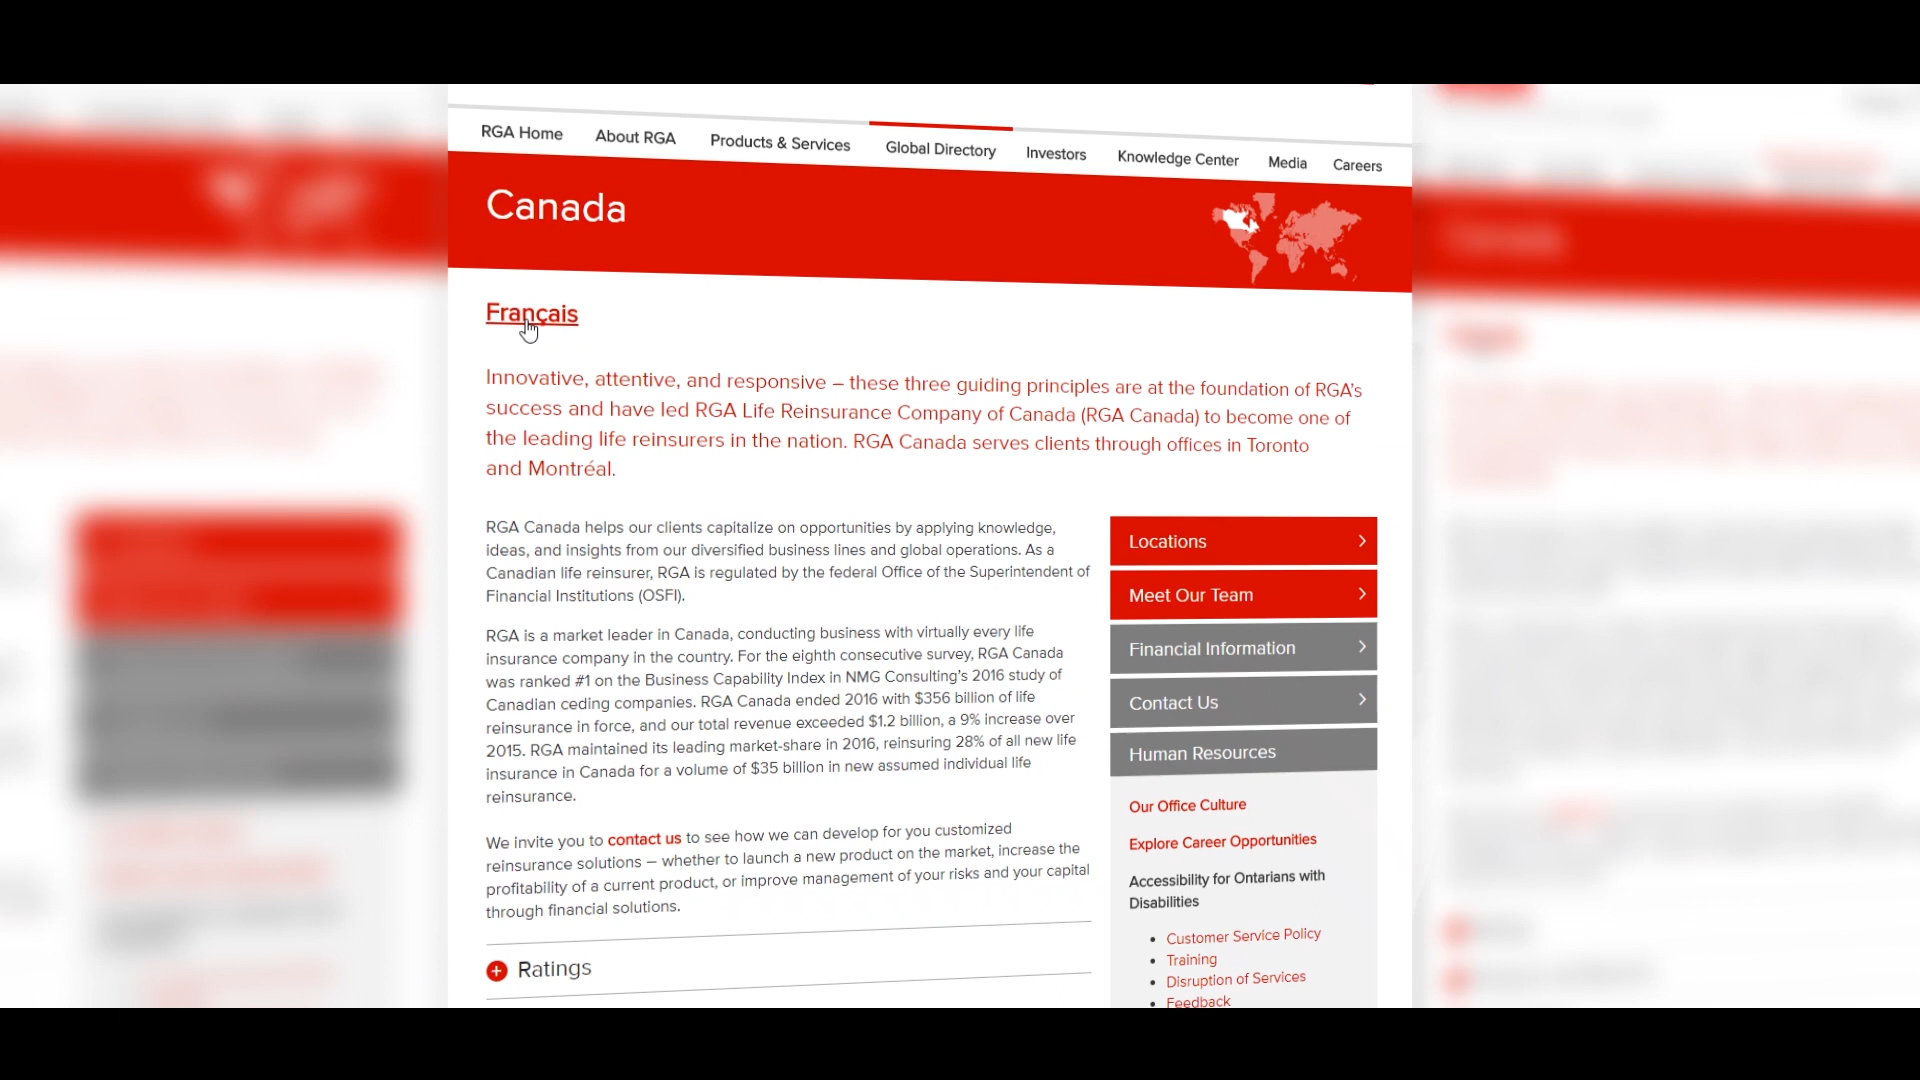 RGA Home About RGA Products & Services Global Directory Investors Knowledge Center Media Careers
Canada
Français
Innovative, attentive, and responsive – these three guiding principles are at the foundation of RGA's
success and have led RGA Life Reinsurance Company of Canada (RGA Canada) to become one of
the leading life reinsurers in the nation. RGA Canada serves clients through offices in Toronto
and Montréal.
RGA Canada helps our clients capitalize on opportunities by applying knowledge,
ideas, and insights from our diversified business lines and global operations. As a
Canadian life reinsurer, RGA is regulated by the federal Office of the Superintendent of
Financial Institutions (OSFI).
RGA is a market leader in Canada, conducting business with virtually every life
insurance company in the country. For the eighth consecutive survey, RGA Canada
was ranked #1 on the Business Capability Index in NMG Consulting's 2016 study of
Canadian ceding companies. RGA Canada ended 2016 with $356 billion of life
reinsurance in force, and our total revenue exceeded $1.2 billion, a 9% increase over
2015. RGA maintained its leading market-share in 2016, reinsuring 28% of all new life
insurance in Canada for a volume of $35 billion in new assumed individual life
reinsurance.
We invite you to contact us to see how we can develop for you customized
reinsurance solutions – whether to launch a new product on the market, increase the
profitability of a current product, or improve management of your risks and your capital
through financial solutions.
Ratings
Locations
Meet Our Team
Financial Information
Contact Us
Human Resources
Our Office Culture
Explore Career Opportunities
Accessibility for Ontarians with
Disabilities
• Customer Service Policy
• Training
• Disruption of Services
• Feedback